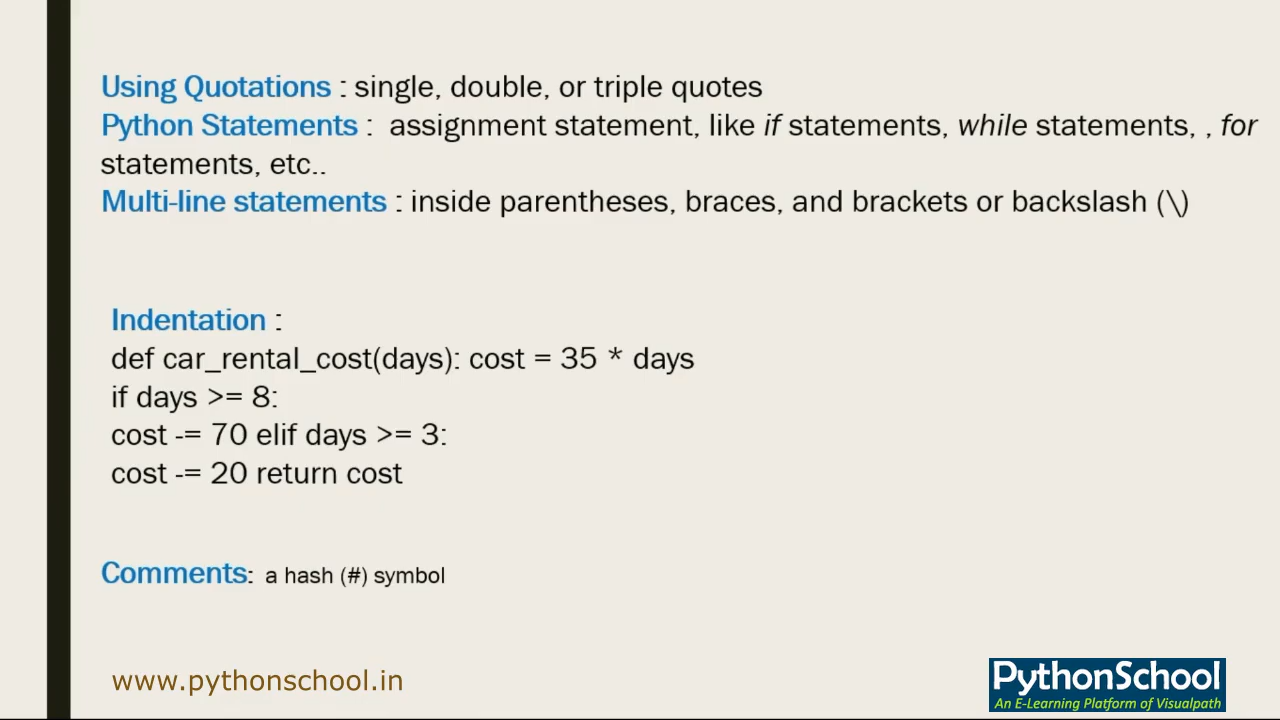 Using Quotations : single, double, or triple quotes
Python Statements : assignment statement, like if statements, while statements, , for
statements, etc..
Multi-line statements : inside parentheses, braces, and brackets or backslash (\)
Indentation :
def car_rental_cost(days): cost = 35 * days
if days >= 8:
cost -= 70 elif days >= 3:
cost -= 20 return cost
Comments: a hash (#) symbol
www.pythonschool.in
PythonSchool
An E-Learning Platform of Visualpath